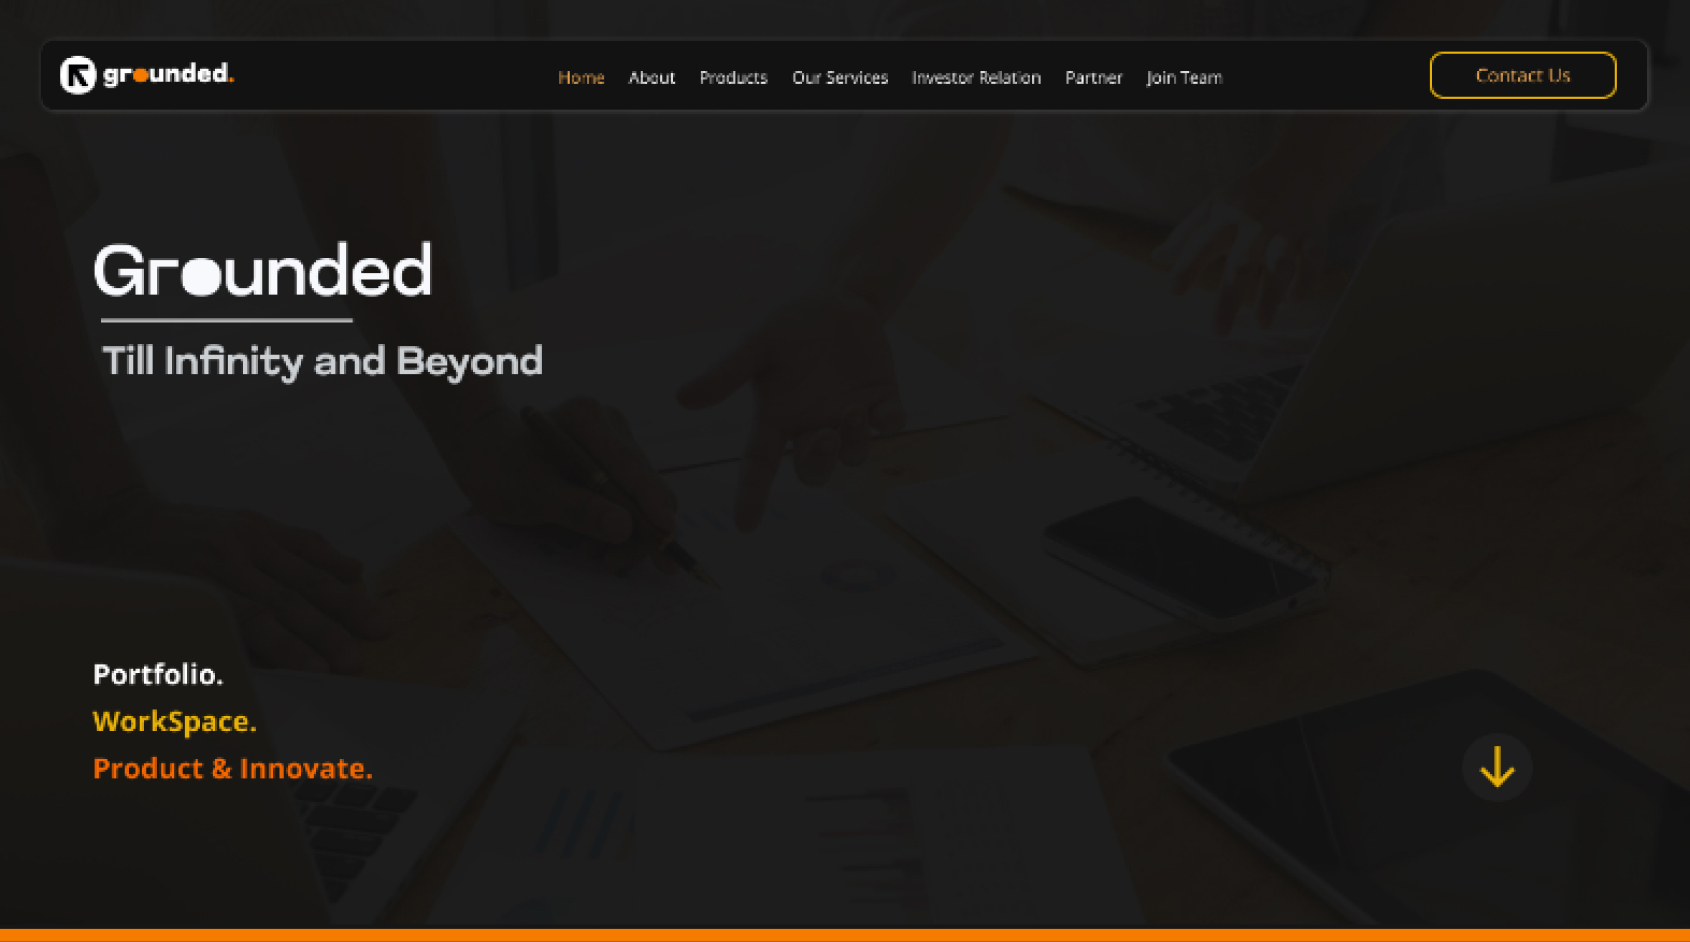 grounded.
Home About Products Our Services Investor Relation Partner Join Team
Contact Us
Grounded
Till Infinity and Beyond
Portfolio.
WorkSpace.
Product & Innovate.